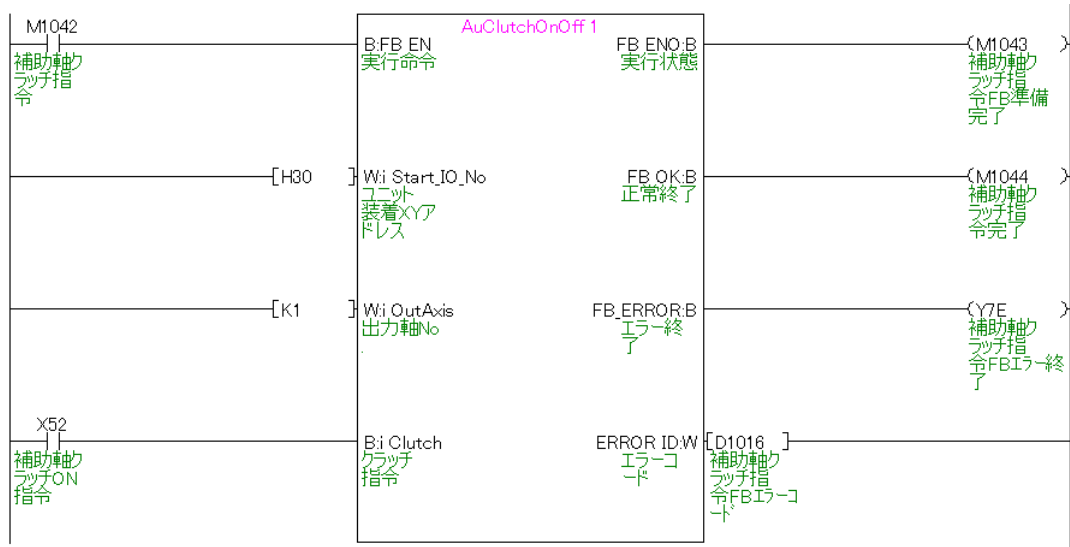 AuClutchOnOff 1
M1042
補助軸ク
ラッチ指
令
B:FB EN
実行命令
FB ENO:B
実行状態
M1043
補助軸ク
ラッチ指
令FB準備
完了
H30
W:i Start_IO_No
ユニット
装着XYア
ドレス
FB OK:B
正常終了
M1044
補助軸ク
ラッチ指
令完了
K1
W:i OutAxis
出力軸No
.
FB_ERROR:B
エラー終
了
Y7E
補助軸ク
ラッチ指
令FBエラー終
了
X52
補助軸ク
ラッチON
指令
B:i Clutch
クラッチ
指令
ERROR ID:W
エラーコ
ード
D1016
補助軸ク
ラッチ指
令FBエラーコ
ード